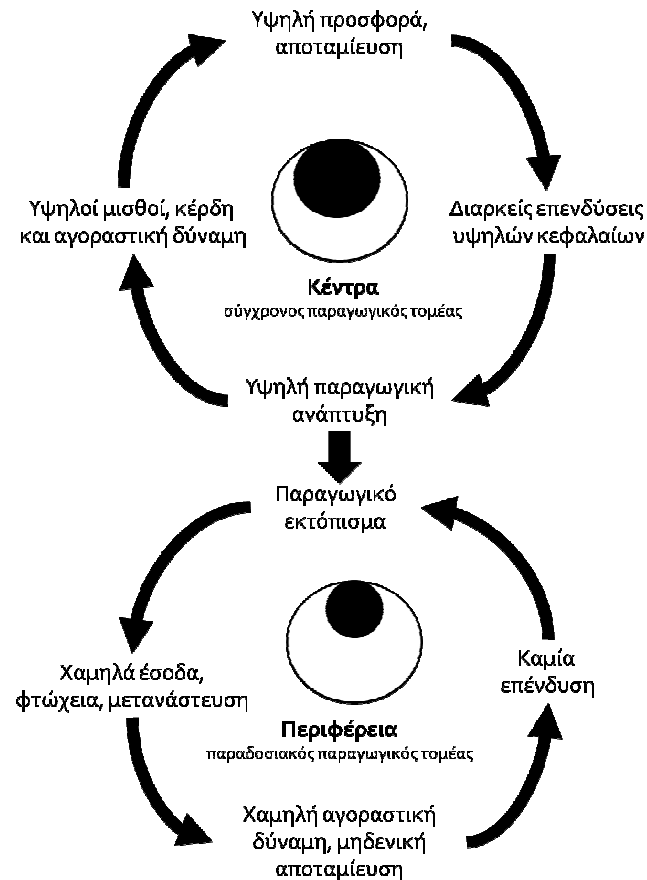 Υψηλή προσφορά,
αποταμίευση
Υψηλοί μισθοί, κέρδη
και αγοραστική δύναμη
Διαρκείς επενδύσεις
υψηλών κεφαλαίων
Κέντρα
σύγχρονος παραγωγικός τομέας
Υψηλή παραγωγική
ανάπτυξη
Παραγωγικό
εκτόπισμα
Χαμηλά έσοδα,
φτώχεια, μετανάστευση
Καμία
επένδυση
Περιφέρεια
παραδοσιακός παραγωγικός τομέας
Χαμηλή αγοραστική
δύναμη, μηδενική
αποταμίευση